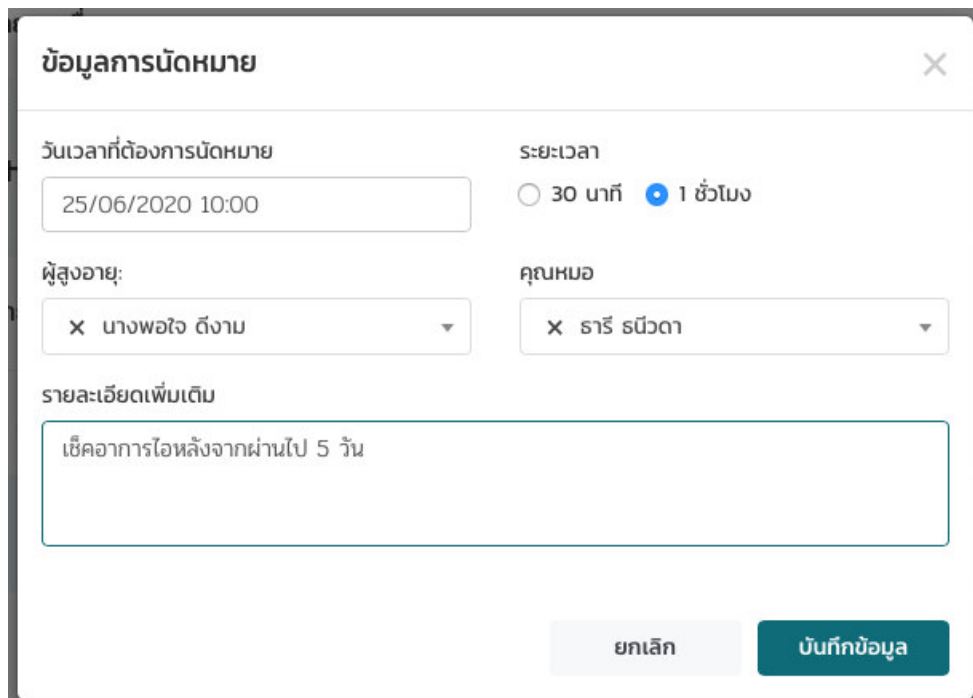 ข้อมูลการนัดหมาย
วันเวลาที่ต้องการนัดหมาย
ระยะเวลา
25/06/2020 10:00
30 นาที
1 ชั่วโมง
ผู้สูงอายุ:
คุณหมอ
× นางพอใจ ดีงาม
× ธารี ธนีวดา
รายละเอียดเพิ่มเติม
เช็คอาการไอหลังจากผ่านไป 5 วัน
ยกเลิก
บันทึกข้อมูล